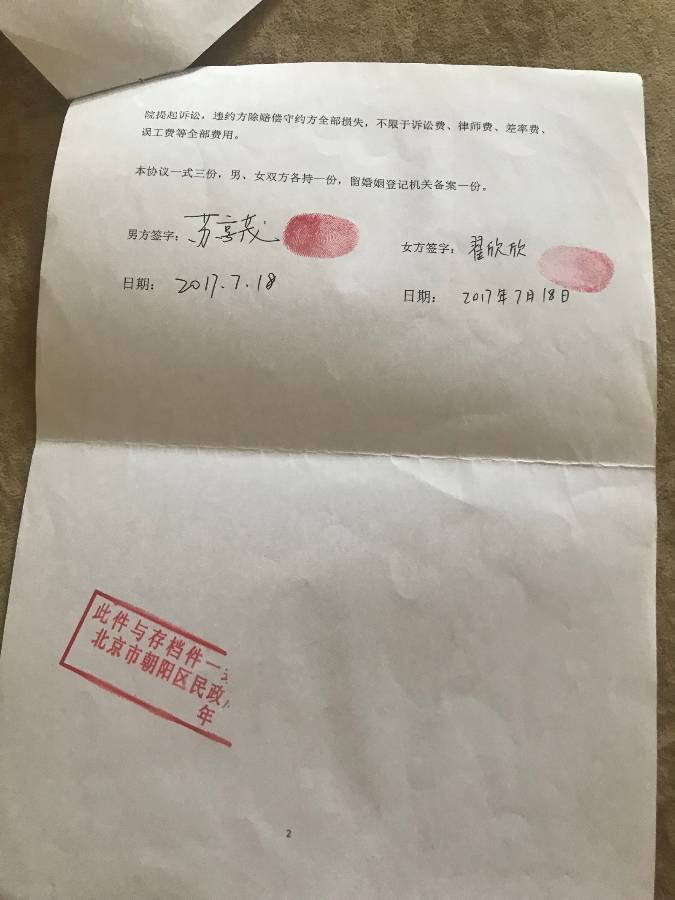 院提起诉讼，违约方除赔偿守约方全部损失，不限于诉讼费、律师费、差率费、
误工费等全部费用。
本协议一式三份，男、女双方各持一份，留婚姻登记机关备案一份。
男方签字：苏享茂
女方签字：翟欣欣
日期：2017.7.18
日期：2017年7月18日
此件与存档件一
北京市朝阳区民政
年
2